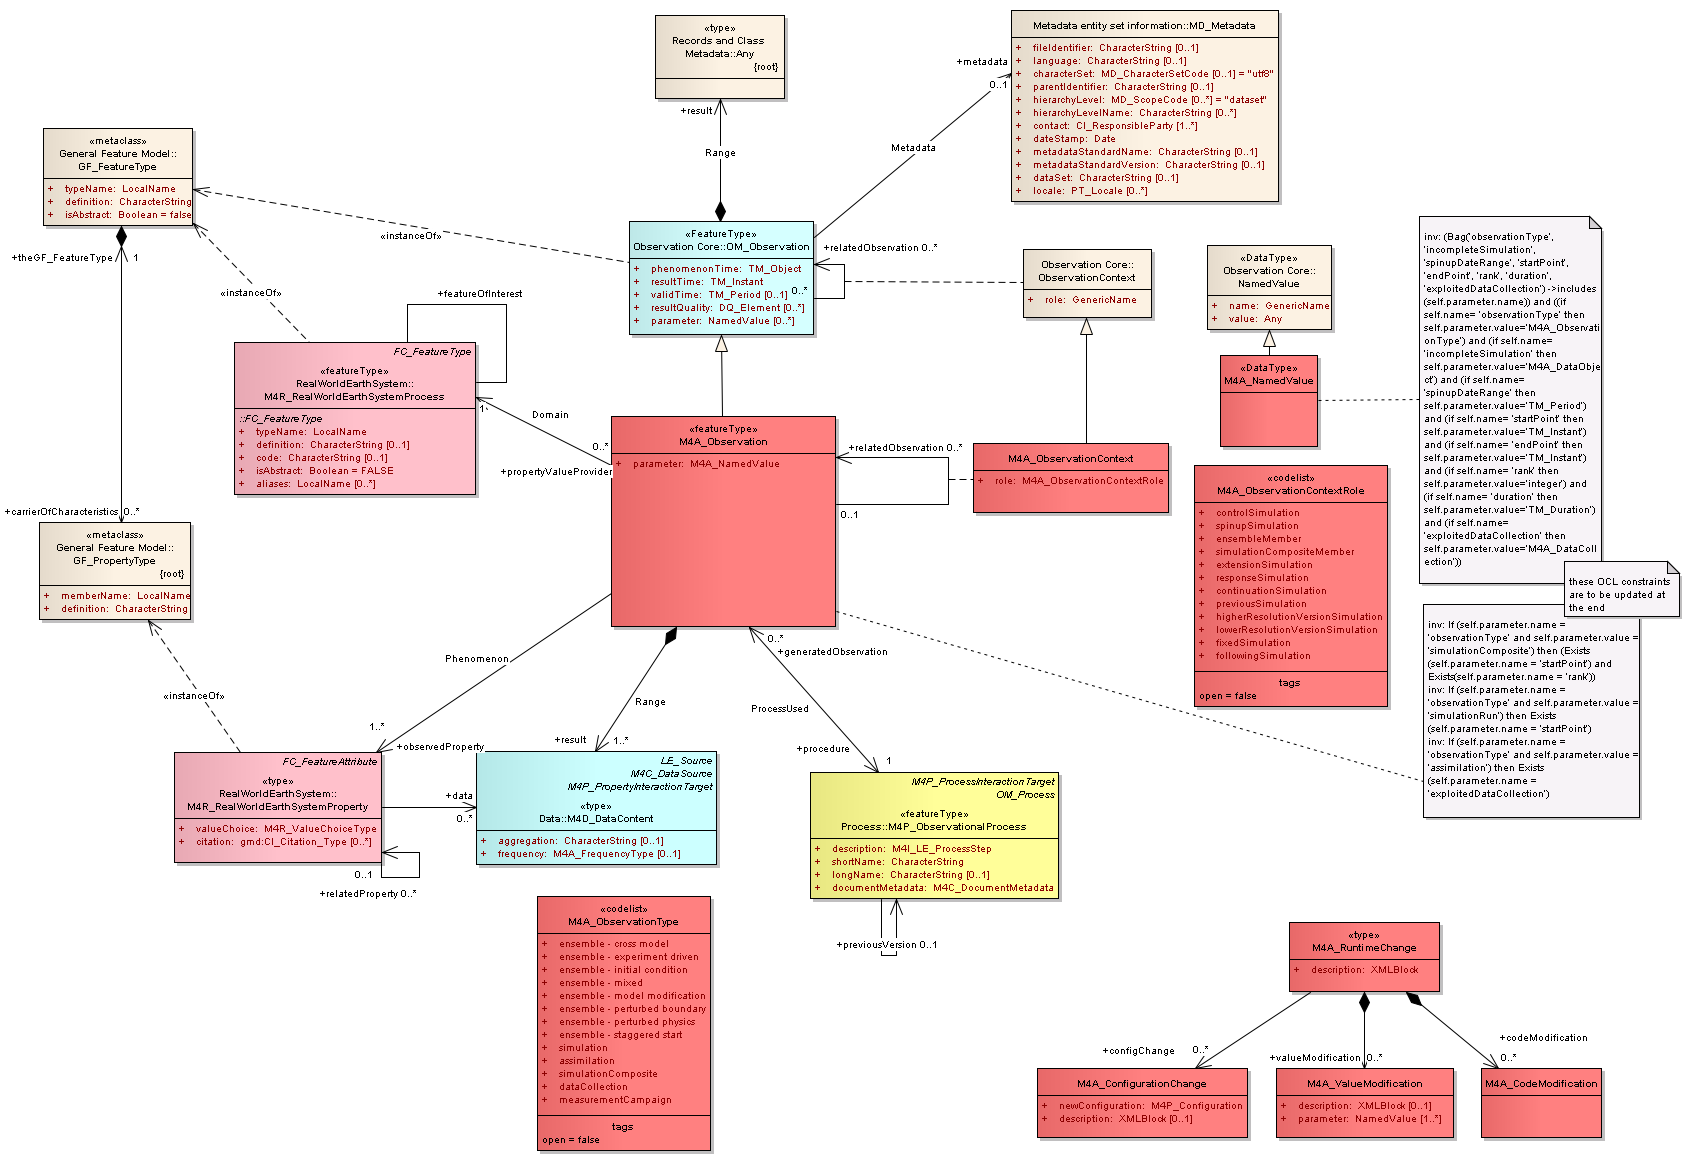 «type»
Records and Class
Metadata::Any
{root}
+result
Range
Metadata entity set information::MD_Metadata
+ fileIdentifier: CharacterString [0..1]
+ language: CharacterString [0..1]
+ characterSet: MD_CharacterSetCode [0..1] = "utf8"
+ parentIdentifier: CharacterString [0..1]
+ hierarchyLevel: MD_ScopeCode [0..*] = "dataset"
+ hierarchyLevelName: CharacterString [0..*]
+ contact: CI_ResponsibleParty [1..*]
+ dateStamp: Date
+ metadataStandardName: CharacterString [0..1]
+ metadataStandardVersion: CharacterString [0..1]
+ dataSet: CharacterString [0..1]
+ locale: PT_Locale [0..*]
+metadata
0..1
Metadata
«metaclass»
General Feature Model::
GF_FeatureType
+ typeName: LocalName
+ definition: CharacterString
+ isAbstract: Boolean = false
+theGF_FeatureType
1
«instanceOf»
«instanceOf»
«FeatureType»
Observation Core::OM_Observation
+ phenomenonTime: TM_Object
+ resultTime: TM_Instant
+ validTime: TM_Period [0..1]
+ resultQuality: DQ_Element [0..*]
+ parameter: NamedValue [0..*]
+relatedObservation 0..*
0..*
Observation Core::
ObservationContext
+ role: GenericName
«DataType»
Observation Core::
NamedValue
+ name: GenericName
+ value: Any
«DataType»
M4A_NamedValue
inv: (Bag('observationType',
'incompleteSimulation',
'spinupDateRange', 'startPoint',
'endPoint', 'rank', 'duration',
'exploitedDataCollection') ->includes
(self.parameter.name)) and ((if
self.name= 'observationType' then
self.parameter.value='M4A_Observati
onType') and (if self.name=
'incompleteSimulation' then
self.parameter.value='M4A_DataObje
ct') and (if self.name=
'spinupDateRange' then
self.parameter.value='TM_Period')
and (if self.name= 'startPoint' then
self.parameter.value='TM_Instant')
and (if self.name= 'endPoint' then
self.parameter.value='TM_Instant')
and (if self.name= 'rank' then
self.parameter.value='integer') and
(if self.name= 'duration' then
self.parameter.value='TM_Duration')
and (if self.name=
'exploitedDataCollection' then
self.parameter.value='M4A_DataColl
ection'))
these OCL constraints
are to be updated at
the end
inv: If (self.parameter.name =
'observationType' and self.parameter.value =
'simulationComposite') then (Exists
(self.parameter.name = 'startPoint') and
Exists(self.parameter.name = 'rank'))
inv: If (self.parameter.name =
'observationType' and self.parameter.value =
'simulationRun') then Exists
(self.parameter.name = 'startPoint')
inv: If (self.parameter.name =
'observationType' and self.parameter.value =
'assimilation') then Exists
(self.parameter.name =
'exploitedDataCollection')
+featureOfInterest
FC_FeatureType
«featureType»
RealWorldEarthSystem::
M4R_RealWorldEarthSystemProcess
::FC_FeatureType
+ typeName: LocalName
+ definition: CharacterString [0..1]
+ code: CharacterString [0..1]
+ isAbstract: Boolean = FALSE
+ aliases: LocalName [0..*]
Domain
0..*
+propertyValueProvider
«featureType»
M4A_Observation
+ parameter: M4A_NamedValue
+relatedObservation 0..*
0..1
M4A_ObservationContext
+ role: M4A_ObservationContextRole
«codelist»
M4A_ObservationContextRole
+ controlSimulation
+ spinupSimulation
+ ensembleMember
+ simulationCompositeMember
+ extensionSimulation
+ responseSimulation
+ continuationSimulation
+ previousSimulation
+ higherResolutionVersionSimulation
+ lowerResolutionVersionSimulation
+ fixedSimulation
+ followingSimulation
tags
open = false
+carrierOfCharacteristics 0..*
«metaclass»
General Feature Model::
GF_PropertyType
{root}
+ memberName: LocalName
+ definition: CharacterString
«instanceOf»
Phenomenon
1..*
+observedProperty
Range
+result
1..*
0..*
+generatedObservation
ProcessUsed
+procedure
1
FC_FeatureAttribute
«type»
RealWorldEarthSystem::
M4R_RealWorldEarthSystemProperty
+ valueChoice: M4R_ValueChoiceType
+ citation: gmd:CI_Citation_Type [0..*]
+data
0..*
0..1
+relatedProperty 0..*
LE_Source
M4C_DataSource
M4P_PropertyInteractionTarget
«type»
Data::M4D_DataContent
+ aggregation: CharacterString [0..1]
+ frequency: M4A_FrequencyType [0..1]
M4P_ProcessInteractionTarget
OM_Process
«featureType»
Process::M4P_ObservationalProcess
+ description: M4I_LE_ProcessStep
+ shortName: CharacterString
+ longName: CharacterString [0..1]
+ documentMetadata: M4C_DocumentMetadata
+previousVersion 0..1
«codelist»
M4A_ObservationType
+ ensemble - cross model
+ ensemble - experiment driven
+ ensemble - initial condition
+ ensemble - mixed
+ ensemble - model modification
+ ensemble - perturbed boundary
+ ensemble - perturbed physics
+ ensemble - staggered start
+ simulation
+ assimilation
+ simulationComposite
+ dataCollection
+ measurementCampaign
tags
open = false
«type»
M4A_RuntimeChange
+ description: XMLBlock
+configChange
0..*
+valueModification 0..*
+codeModification
0..*
M4A_ConfigurationChange
+ newConfiguration: M4P_Configuration
+ description: XMLBlock [0..1]
M4A_ValueModification
+ description: XMLBlock [0..1]
+ parameter: NamedValue [1..*]
M4A_CodeModification